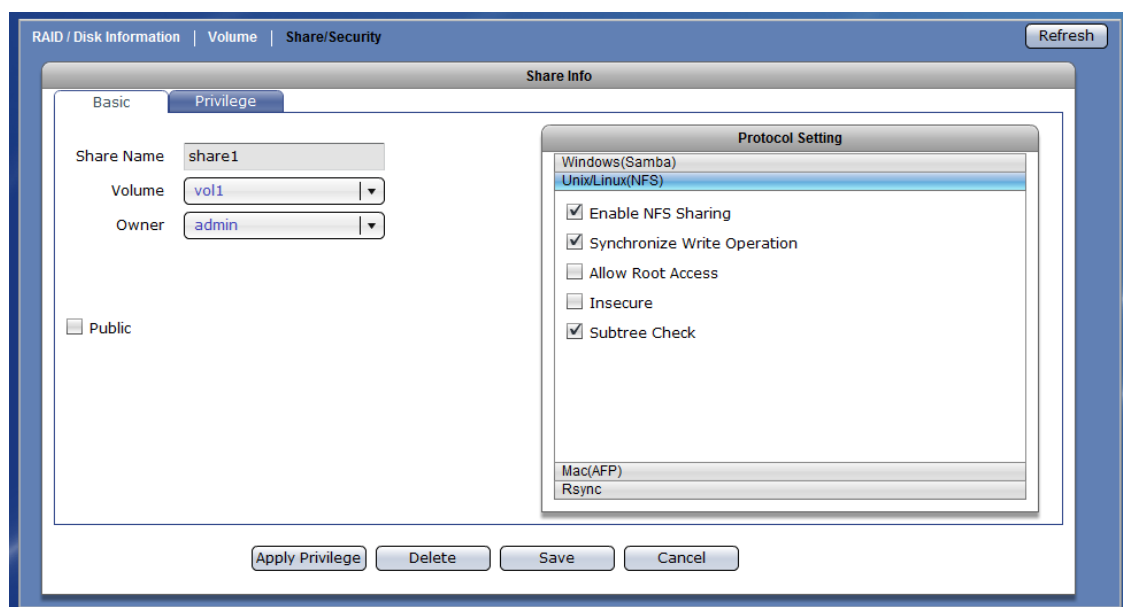 RAID / Disk Information | Volume | Share/Security
Refresh
Share Info
Basic
Privilege
Share Name share1
Volume vol1
Owner admin
Public
Protocol Setting
Windows(Samba)
Unix/Linux(NFS)
Enable NFS Sharing
Synchronize Write Operation
Allow Root Access
Insecure
Subtree Check
Mac(AFP)
Rsync
Apply Privilege Delete Save Cancel